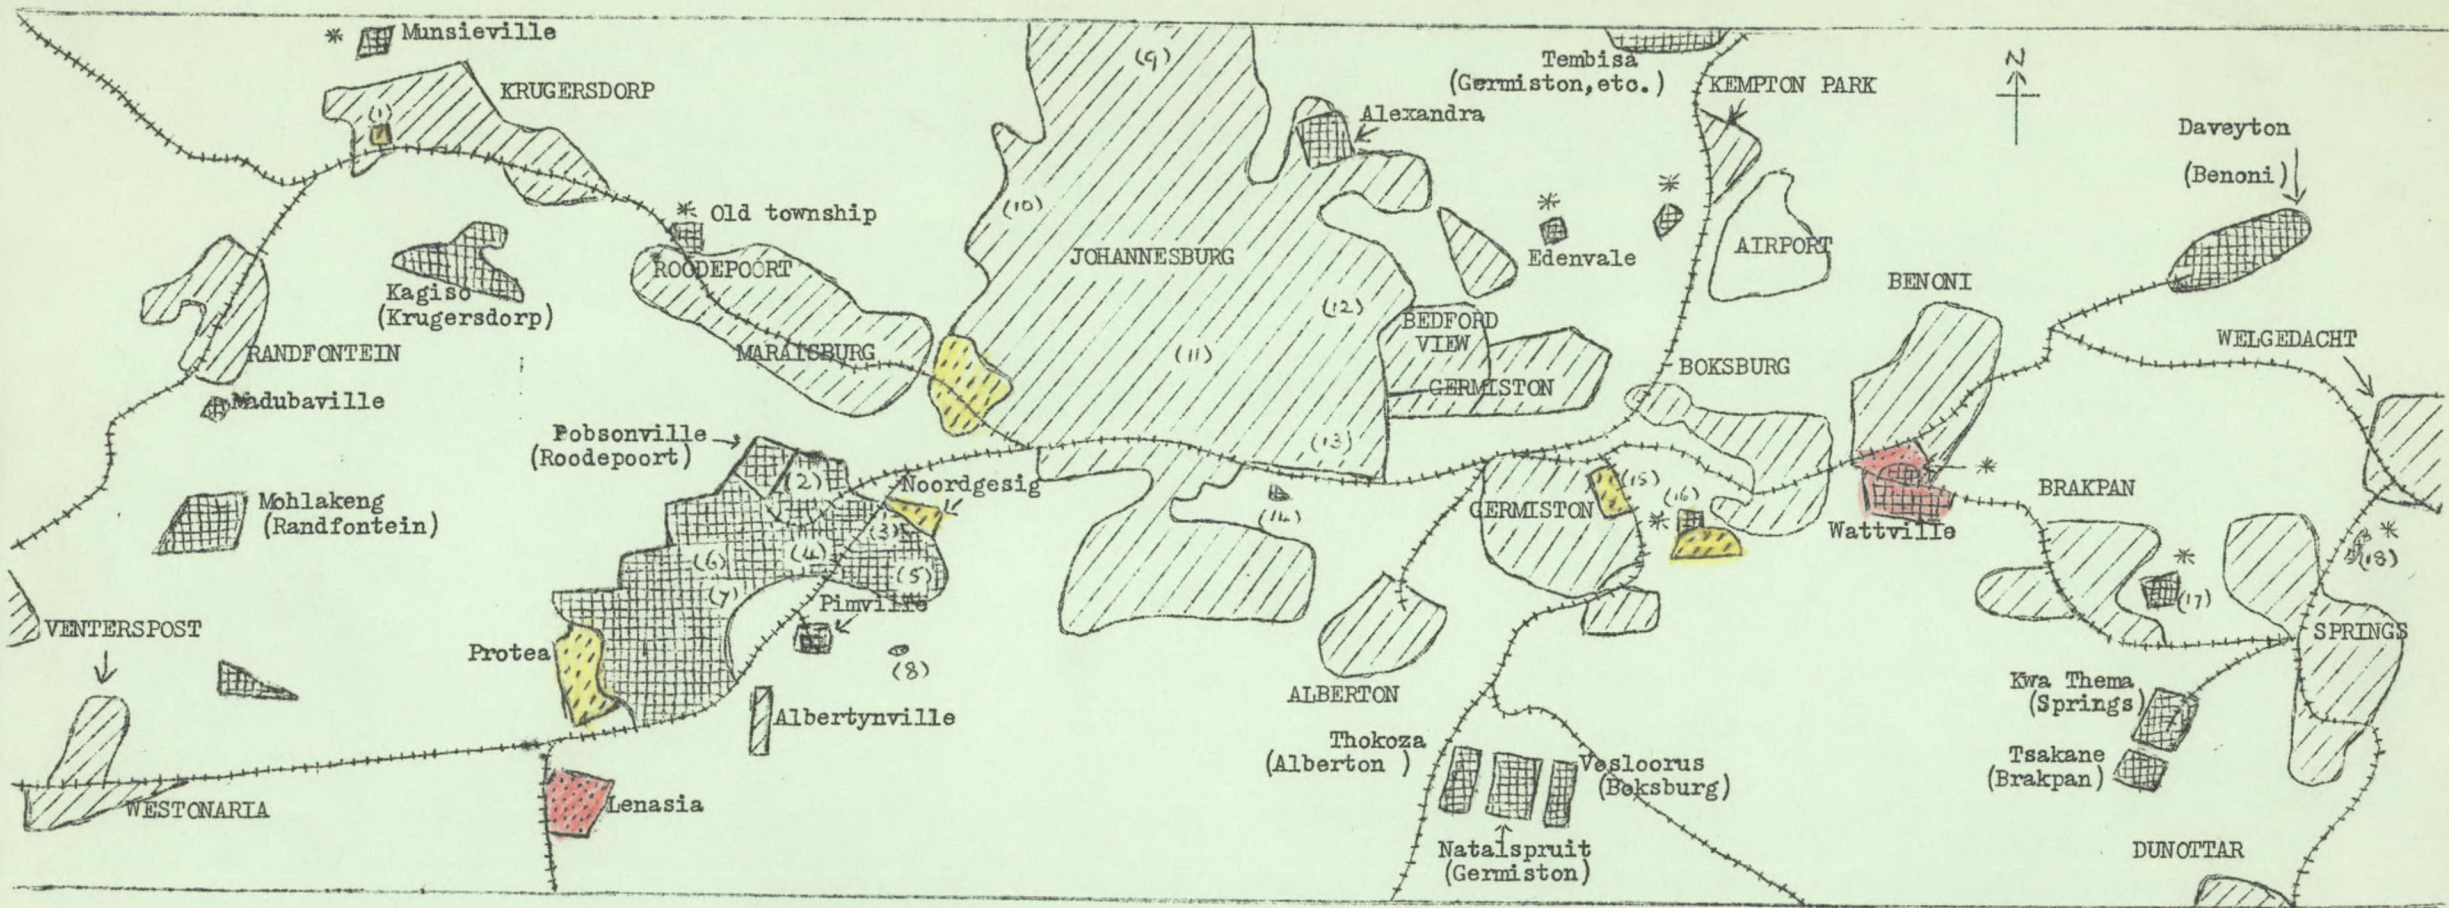 * Munsieville
KRUGERSDORP
(1)
(9)
Tembisa
(Germiston, etc.)
KEMPTON PARK
N
Alexandra
Daveyton
(Benoni)
* Old township
(10)
*
*
Edenvale
AIRPORT
ROODEPOORT
JOHANNESBURG
Kagiso
(Krugersdorp)
BENONI
(12)
BEDFORD
VIEW
WELGEDACHT
RANDFONTEIN
MARAISBURG
(11)
BOKSBURG
GERMISTON
Madubaville
Pobsonville
(Roodepoort)
(13)
*
(2)
Noordgesig
(14)
(15)
(16)
BRAKPAN
Mohlakeng
(Randfontein)
GERMISTON
*
Wattville
(3)
(4)
(5)
(6)
(7)
*
(17)
*
(18)
Pimville
VENTERSPOST
SPRINGS
Protea
(8)
Kwa Thema
(Springs)
ALBERTON
Albertynville
Thokoza
(Alberton )
Vosloorus
(Boksburg)
Tsakane
(Brakpan)
WESTONARIA
Lenasia
Natalspruit
(Germiston)
DUNOTTAR